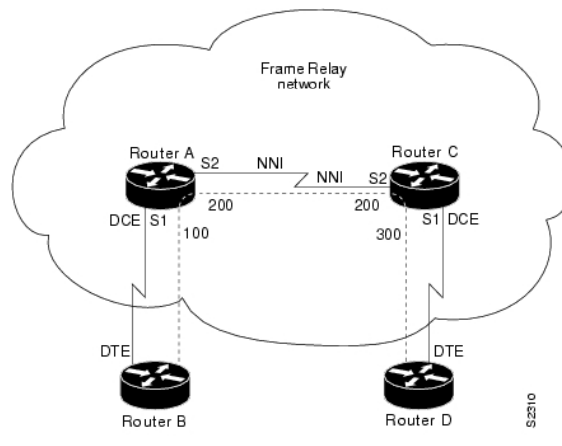 Frame Relay
network
Router A
S2
NNI
NNI
S2
Router C
200
200
DCE
S1
100
300
S1
DCE
DTE
DTE
Router B
Router D
S2310